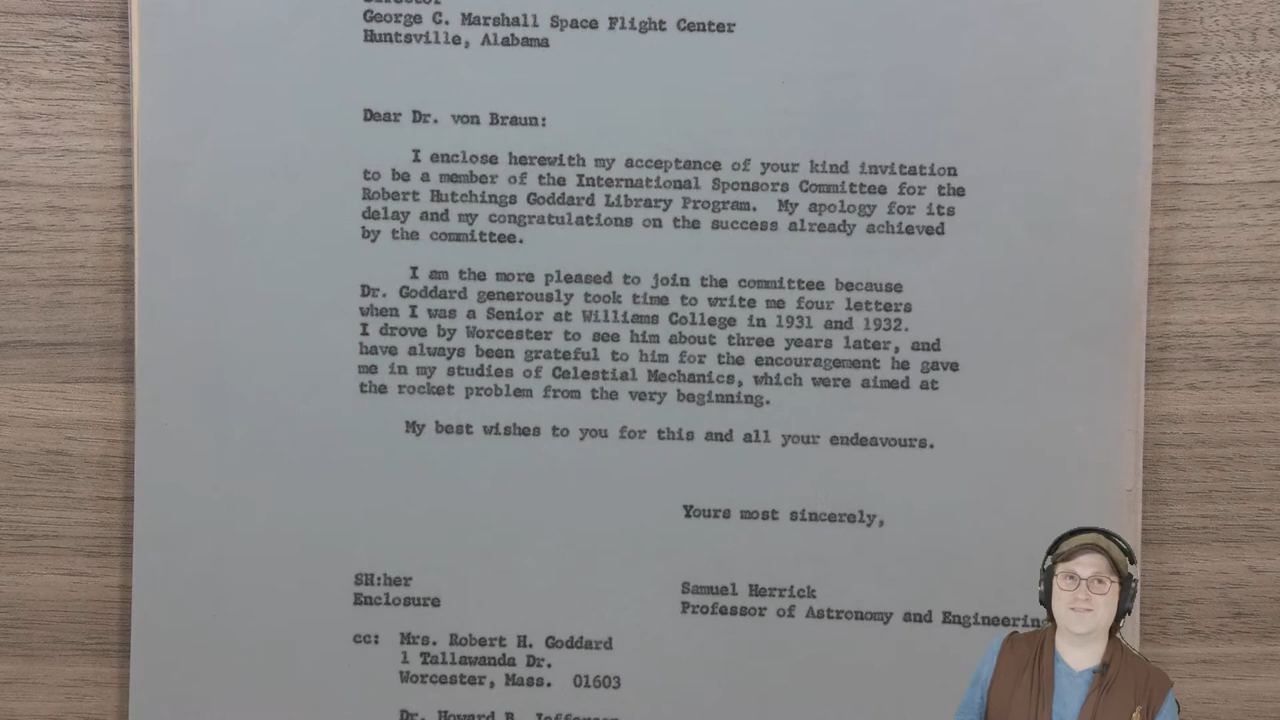 Director
George C. Marshall Space Flight Center
Huntsville, Alabama
Dear Dr. von Braun:
I enclose herewith my acceptance of your kind invitation
to be a member of the International Sponsors Committee for the
Robert Hutchings Goddard Library Program. My apology for its
delay and my congratulations on the success already achieved
by the committee.
I am the more pleased to join the committee because
Dr. Goddard generously took time to write me four letters
when I was a Senior at Williams College in 1931 and 1932.
I drove by Worcester to see him about three years later, and
have always been grateful to him for the encouragement he gave
me in my studies of Celestial Mechanics, which were aimed at
the rocket problem from the very beginning.
My best wishes to you for this and all your endeavours.
Yours most sincerely,
SH:her
Enclosure
Samuel Herrick
Professor of Astronomy and Engineering
cc: Mrs. Robert H. Goddard
1 Tallawanda Dr.
Worcester, Mass. 01603
Dr. Howard B. Jefferson